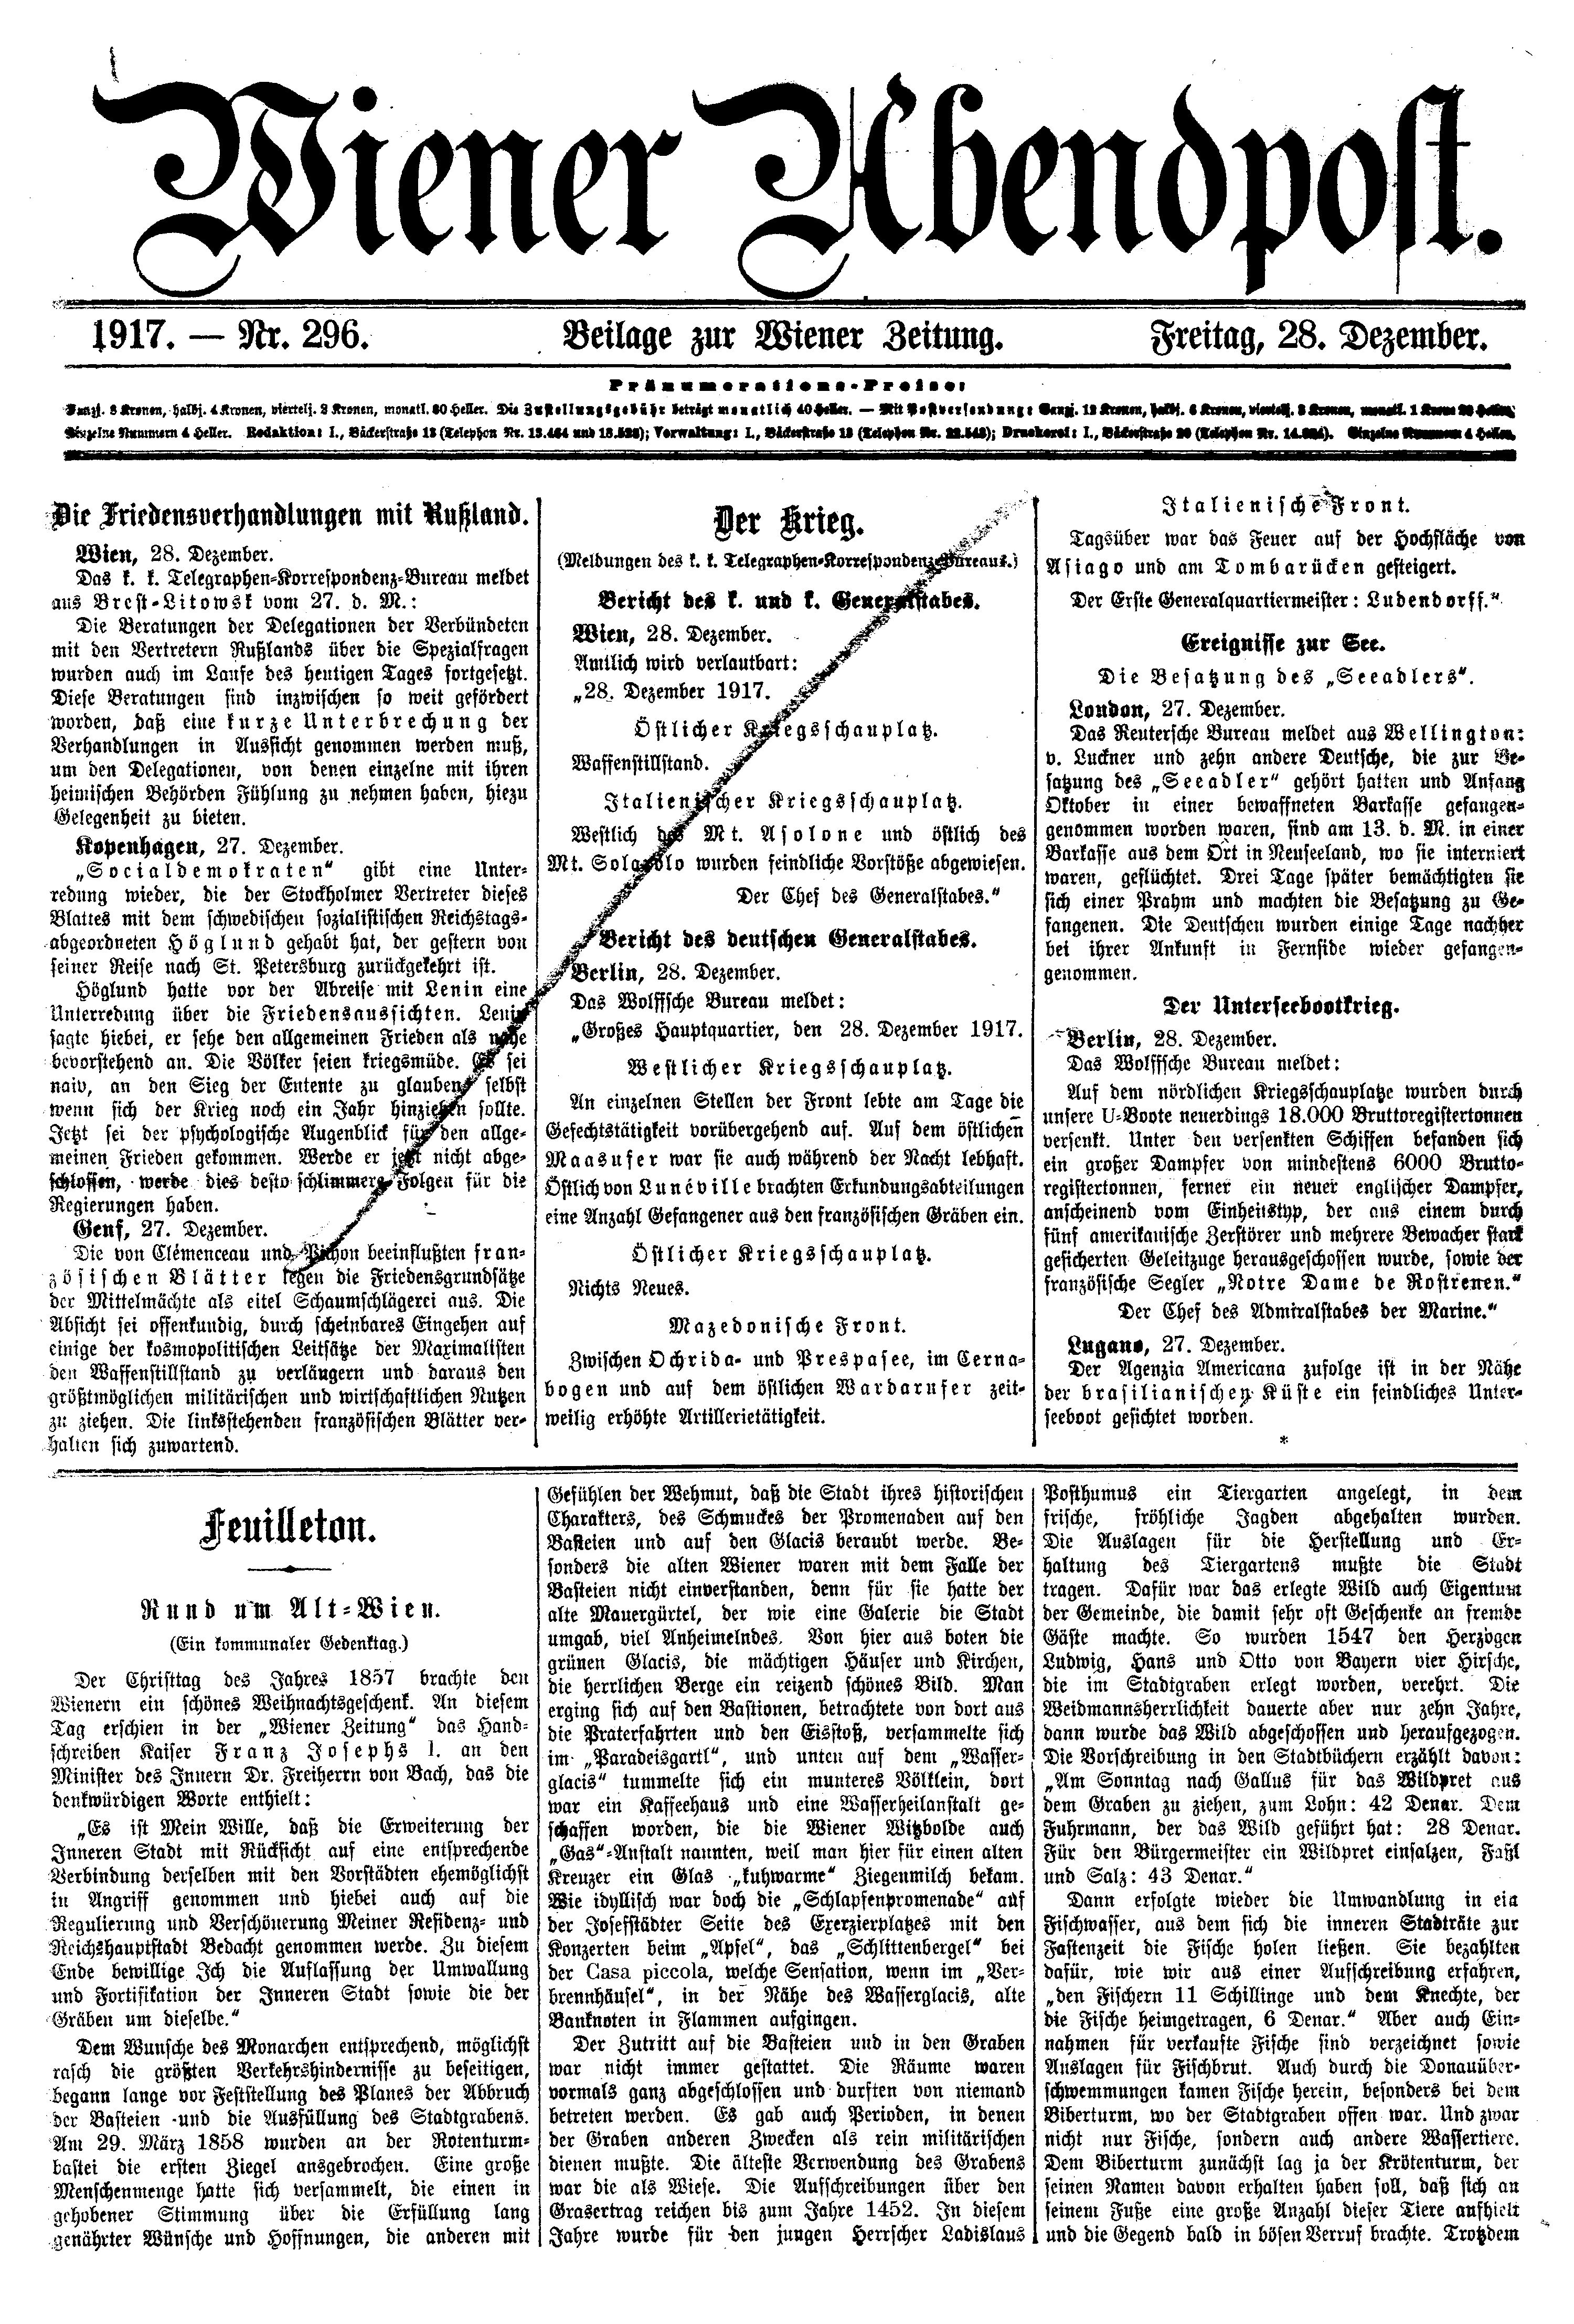 Wiener Abendpost.
1917. — Nr. 296.
Beilage zur Wiener Zeitung.
Freitag, 28. Dezember.
Pränumerations-Preise:
Ganzj. 8 Kronen, halbj. 4 Kronen, viertelj. 2 Kronen, monatl. 80 Heller. Die Zustellungsgebühr beträgt monatlich 40 Heller. — Mit Postversendung: Ganzj. 12 Kronen, halbj. 6 Kronen, viertelj. 3 Kronen, monatl. 1 Krone
Einzelne Nummern 4 Heller. Redaktion: I., Bäckerstraße 13 (Telephon Nr. 13.464 und); Verwaltung: I., Bäckerstraße 13 (Telephon Nr.); Druckerei: I., Bäckerstraße 20 (Telephon Nr.). Einzelne Nummern 4 Heller.
Die Friedensverhandlungen mit Rußland.
Wien, 28. Dezember.
Das k. k. Telegraphen-Korrespondenz-Bureau meldet
aus Brest-Litowsk vom 27. d. M.:
Die Beratungen der Delegationen der Verbündeten
mit den Vertretern Rußlands über die Spezialfragen
wurden auch im Laufe des heutigen Tages fortgesetzt.
Diese Beratungen sind inzwischen so weit gefördert
worden, daß eine kurze Unterbrechung der
Verhandlungen in Aussicht genommen werden muß,
um den Delegationen, von denen einzelne mit ihren
heimischen Behörden Fühlung zu nehmen haben, hiezu
Gelegenheit zu bieten.
Kopenhagen, 27. Dezember.
„Socialdemokraten“ gibt eine Unter-
redung wieder, die der Stockholmer Vertreter dieses
Blattes mit dem schwedischen sozialistischen Reichstags-
abgeordneten Höglund gehabt hat, der gestern von
seiner Reise nach St. Petersburg zurückgekehrt ist.
Höglund hatte vor der Abreise mit Lenin eine
Unterredung über die Friedensaussichten. Lenin
sagte hiebei, er sehe den allgemeinen Frieden als nahe
bevorstehend an. Die Völker seien kriegsmüde. Es sei
naiv, an den Sieg der Entente zu glauben, selbst
wenn sich der Krieg noch ein Jahr hinziehen sollte.
Jetzt sei der psychologische Augenblick für den allge-
meinen Frieden gekommen. Werde er jetzt nicht abge-
schlossen, werde dies desto schlimmere Folgen für die
Regierungen haben.
Genf, 27. Dezember.
Die von Clémenceau und Pichon beeinflußten fran-
zösischen Blätter legen die Friedensgrundsätze
der Mittelmächte als eitel Schaumschlägerei aus. Die
Absicht sei offenkundig, durch scheinbares Eingehen auf
einige der kosmopolitischen Leitsätze der Maximalisten
den Waffenstillstand zu verlängern und daraus den
größtmöglichen militärischen und wirtschaftlichen Nutzen
zu ziehen. Die linksstehenden französischen Blätter ver-
halten sich zuwartend.
Der Krieg.
(Meldungen des k. k. Telegraphen-Korrespondenz-Bureaus.)
Bericht des k. und k. Generalstabes.
Wien, 28. Dezember.
Amtlich wird verlautbart:
„28. Dezember 1917.
Östlicher Kriegsschauplatz.
Waffenstillstand.
Italienischer Kriegsschauplatz.
Westlich des Mt. Asolone und östlich des
Mt. Solarolo wurden feindliche Vorstöße abgewiesen.
Der Chef des Generalstabes.“
Bericht des deutschen Generalstabes.
Berlin, 28. Dezember.
Das Wolffsche Bureau meldet:
„Großes Hauptquartier, den 28. Dezember 1917.
Westlicher Kriegsschauplatz.
An einzelnen Stellen der Front lebte am Tage die
Gefechtstätigkeit vorübergehend auf. Auf dem östlichen
Maasufer war sie auch während der Nacht lebhaft.
Östlich von Lunéville brachten Erkundungsabteilungen
eine Anzahl Gefangener aus den französischen Gräben ein.
Östlicher Kriegsschauplatz.
Nichts Neues.
Mazedonische Front.
Zwischen Ochrida- und Prespasee, im Cerna-
bogen und auf dem östlichen Wardarufer zeit-
weilig erhöhte Artillerietätigkeit.
Italienische Front.
Tagsüber war das Feuer auf der Hochfläche von
Asiago und am Tombarücken gesteigert.
Der Erste Generalquartiermeister: Ludendorff.“
Ereignisse zur See.
Die Besatzung des „Seeadlers“.
London, 27. Dezember.
Das Reutersche Bureau meldet aus Wellington:
v. Luckner und zehn andere Deutsche, die zur Be-
satzung des „Seeadler“ gehört hatten und Anfang
Oktober in einer bewaffneten Barkasse gefangen-
genommen worden waren, sind am 13. d. M. in einer
Barkasse aus dem Ort in Neuseeland, wo sie interniert
waren, geflüchtet. Drei Tage später bemächtigten sie
sich einer Prahm und machten die Besatzung zu Ge-
fangenen. Die Deutschen wurden einige Tage nachher
bei ihrer Ankunft in Fernside wieder gefangen-
genommen.
Der Unterseebootkrieg.
Berlin, 28. Dezember.
Das Wolffsche Bureau meldet:
Auf dem nördlichen Kriegsschauplatze wurden durch
unsere U-Boote neuerdings 18.000 Bruttoregistertonnen
versenkt. Unter den versenkten Schiffen befanden sich
ein großer Dampfer von mindestens 6000 Brutto-
registertonnen, ferner ein neuer englischer Dampfer,
anscheinend vom Einheitstyp, der aus einem durch
fünf amerikanische Zerstörer und mehrere Bewacher stark
gesicherten Geleitzuge herausgeschossen wurde, sowie der
französische Segler „Notre Dame de Rostrenen.“
Der Chef des Admiralstabes der Marine.“
Lugano, 27. Dezember.
Der Agenzia Americana zufolge ist in der Nähe
der brasilianischen Küste ein feindliches Unter-
seeboot gesichtet worden.
*
Feuilleton.
Rund um Alt-Wien.
(Ein kommunaler Gedenktag.)
Der Christtag des Jahres 1857 brachte den
Wienern ein schönes Weihnachtsgeschenk. An diesem
Tag erschien in der „Wiener Zeitung“ das Hand-
schreiben Kaiser Franz Josephs I. an den
Minister des Innern Dr. Freiherrn von Bach, das die
denkwürdigen Worte enthielt:
„Es ist Mein Wille, daß die Erweiterung der
Inneren Stadt mit Rücksicht auf eine entsprechende
Verbindung derselben mit den Vorstädten ehemöglichst
in Angriff genommen und hiebei auch auf die
Regulierung und Verschönerung Meiner Residenz- und
Reichshauptstadt Bedacht genommen werde. Zu diesem
Ende bewillige Ich die Auflassung der Umwallung
und Fortifikation der Inneren Stadt sowie die der
Gräben um dieselbe.“
Dem Wunsche des Monarchen entsprechend, möglichst
rasch die größten Verkehrshindernisse zu beseitigen,
begann lange vor Feststellung des Planes der Abbruch
der Basteien und die Ausfüllung des Stadtgrabens.
Am 29. März 1858 wurden an der Rotenturm-
bastei die ersten Ziegel ausgebrochen. Eine große
Menschenmenge hatte sich versammelt, die einen in
gehobener Stimmung über die Erfüllung lang
genährter Wünsche und Hoffnungen, die anderen mit
Gefühlen der Wehmut, daß die Stadt ihres historischen
Charakters, des Schmuckes der Promenaden auf den
Basteien und auf den Glacis beraubt werde. Be-
sonders die alten Wiener waren mit dem Falle der
Basteien nicht einverstanden, denn für sie hatte der
alte Mauergürtel, der wie eine Galerie die Stadt
umgab, viel Anheimelndes. Von hier aus boten die
grünen Glacis, die mächtigen Häuser und Kirchen,
die herrlichen Berge ein reizend schönes Bild. Man
erging sich auf den Bastionen, betrachtete von dort aus
die Praterfahrten und den Eisstoß, versammelte sich
im „Paradeisgartl“, und unten auf dem „Wasser-
glacis“ tummelte sich ein munteres Völklein, dort
war ein Kaffeehaus und eine Wasserheilanstalt ge-
schaffen worden, die die Wiener Witzbolde auch
„Gas“-Anstalt nannten, weil man hier für einen alten
Kreuzer ein Glas „kuhwarme“ Ziegenmilch bekam.
Wie idyllisch war doch die „Schlapfenpromenade“ auf
der Josefstädter Seite des Exerzierplatzes mit den
Konzerten beim „Apfel“, das „Schlittenbergel“ bei
der Casa piccola, welche Sensation, wenn im „Ver-
brennhäusel“, in der Nähe des Wasserglacis, alte
Banknoten in Flammen aufgingen.
Der Zutritt auf die Basteien und in den Graben
war nicht immer gestattet. Die Räume waren
vormals ganz abgeschlossen und durften von niemand
betreten werden. Es gab auch Perioden, in denen
der Graben anderen Zwecken als rein militärischen
dienen mußte. Die älteste Verwendung des Grabens
war die als Wiese. Die Aufschreibungen über den
Grasertrag reichen bis zum Jahre 1452. In diesem
Jahre wurde für den jungen Herrscher Ladislaus
Posthumus ein Tiergarten angelegt, in dem
frische, fröhliche Jagden abgehalten wurden.
Die Auslagen für die Herstellung und Er-
haltung des Tiergartens mußte die Stadt
tragen. Dafür war das erlegte Wild auch Eigentum
der Gemeinde, die damit sehr oft Geschenke an fremde
Gäste machte. So wurden 1547 den Herzögen
Ludwig, Hans und Otto von Bayern vier Hirsche,
die im Stadtgraben erlegt worden, verehrt. Die
Weidmannsherrlichkeit dauerte aber nur zehn Jahre,
dann wurde das Wild abgeschossen und heraufgezogen.
Die Vorschreibung in den Stadtbüchern erzählt davon:
„Am Sonntag nach Gallus für das Wildpret aus
dem Graben zu ziehen, zum Lohn: 42 Denar. Dem
Fuhrmann, der das Wild geführt hat: 28 Denar.
Für den Bürgermeister ein Wildpret einsalzen, Faßl
und Salz: 43 Denar.“
Dann erfolgte wieder die Umwandlung in ein
Fischwasser, aus dem sich die inneren Stadträte zur
Fastenzeit die Fische holen ließen. Sie bezahlten
dafür, wie wir aus einer Aufschreibung erfahren,
„den Fischern 11 Schillinge und dem Knechte, der
die Fische heimgetragen, 6 Denar.“ Aber auch Ein-
nahmen für verkaufte Fische sind verzeichnet sowie
Auslagen für Fischbrut. Auch durch die Donauüber-
schwemmungen kamen Fische herein, besonders bei dem
Biberturm, wo der Stadtgraben offen war. Und zwar
nicht nur Fische, sondern auch andere Wassertiere.
Dem Biberturm zunächst lag ja der Krötenturm, der
seinen Namen davon erhalten haben soll, daß sich an
seinem Fuße eine große Anzahl dieser Tiere aufhielt
und die Gegend bald in bösen Verruf brachte. Trotzdem